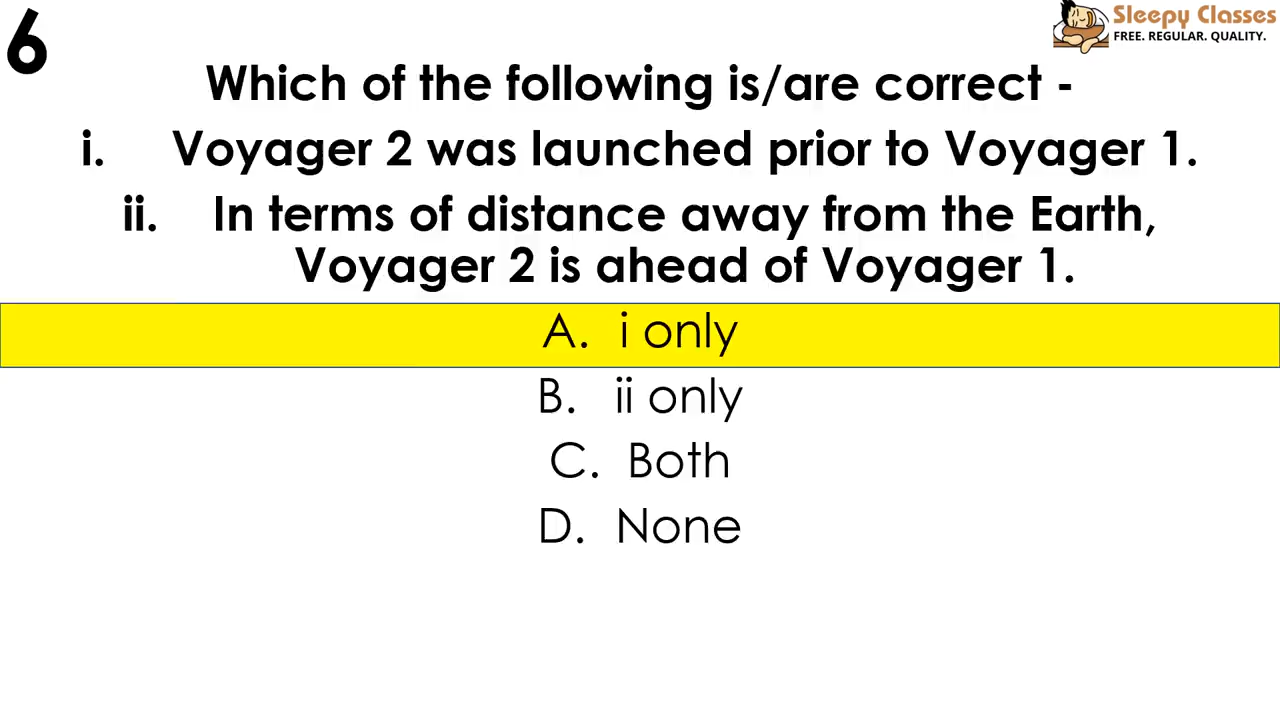 6
Sleepy Classes
FREE. REGULAR. QUALITY.
Which of the following is/are correct -
i. Voyager 2 was launched prior to Voyager 1.
ii. In terms of distance away from the Earth,
Voyager 2 is ahead of Voyager 1.
A. i only
B. ii only
C. Both
D. None